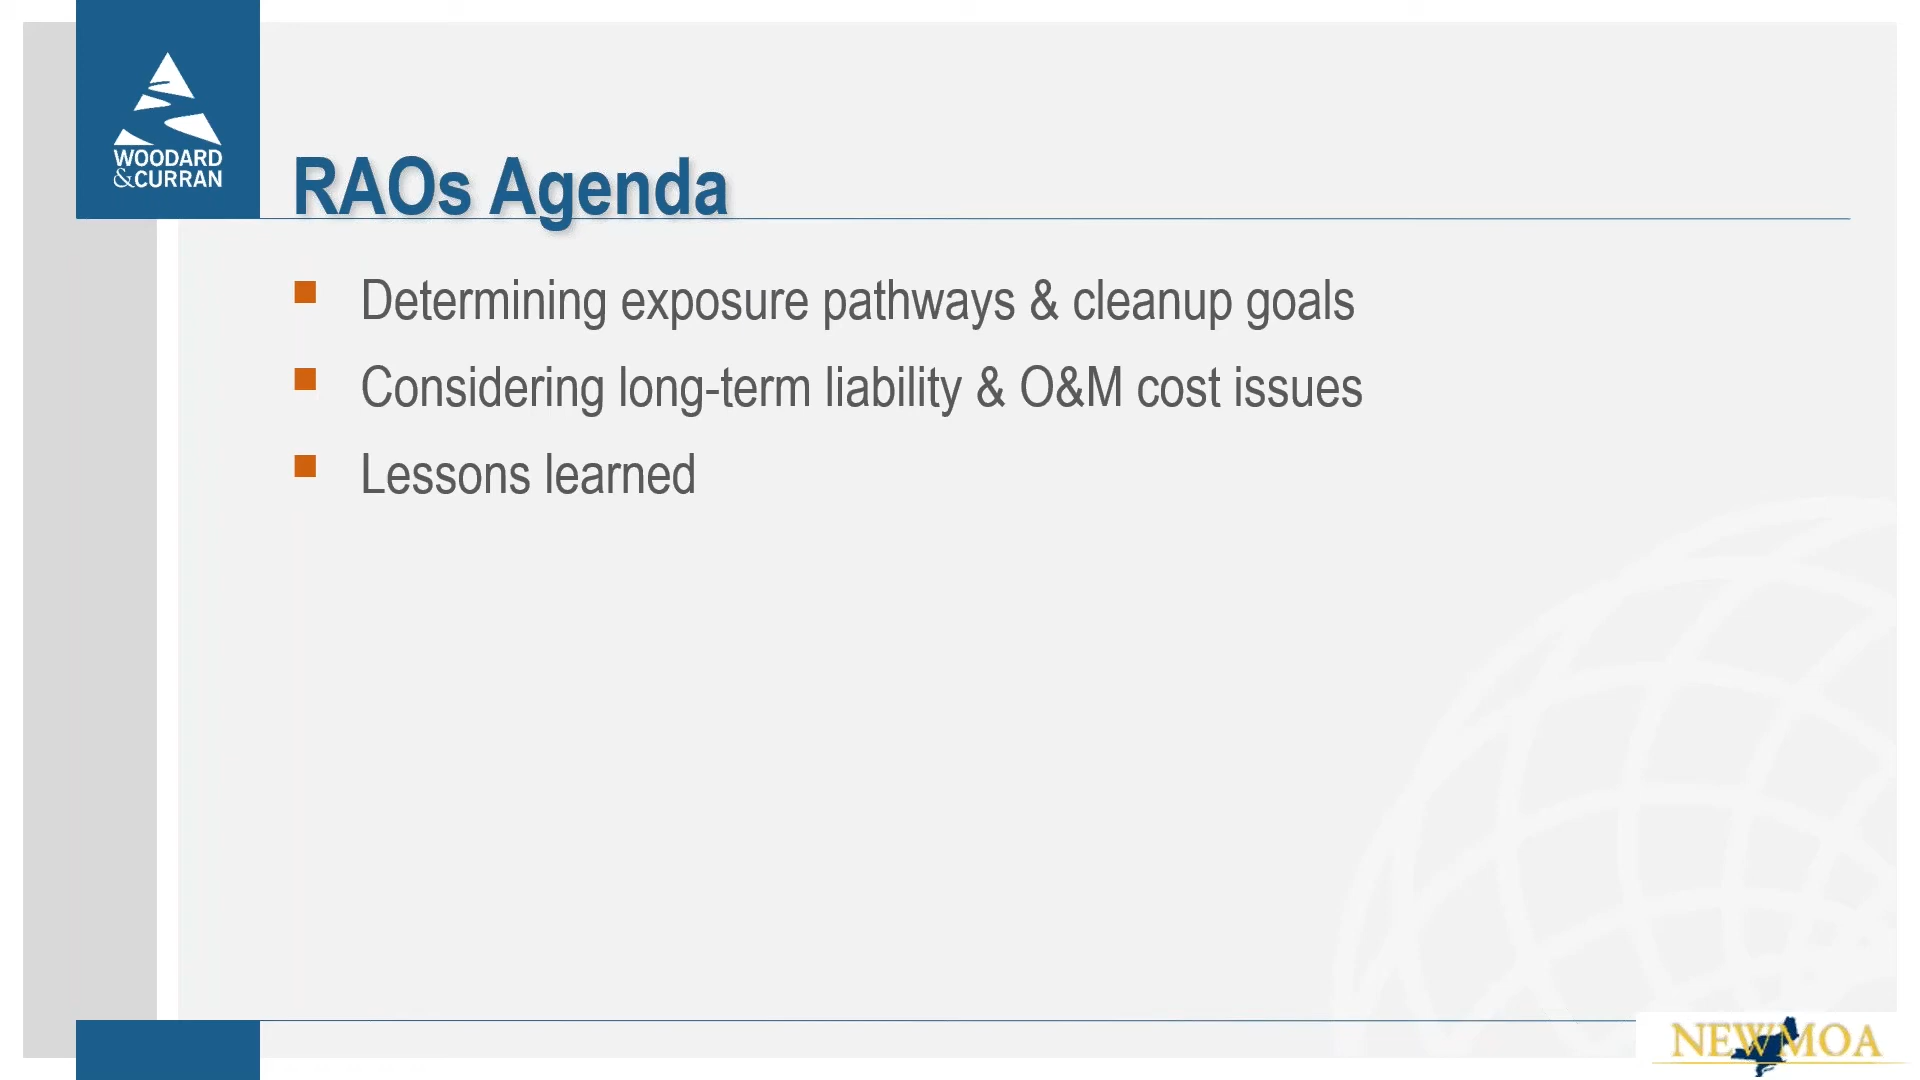 WOODARD
&CURRAN
RAOs Agenda
Determining exposure pathways & cleanup goals
Considering long-term liability & O&M cost issues
Lessons learned
NEWMOA